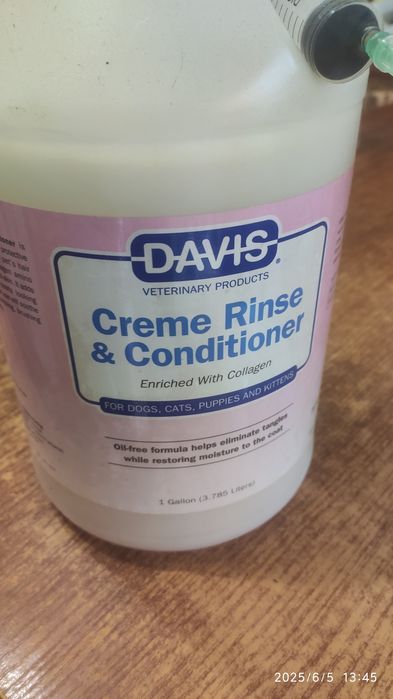 DAVIS
VETERINARY PRODUCTS
Creme Rinse
& Conditioner
Enriched With Collagen
FOR DOGS, CATS, PUPPIES AND KITTENS
Oil-free formula helps eliminate tangles
while restoring moisture to the coat
1 Gallon (3.785 Liters)
2025/6/5 13:45